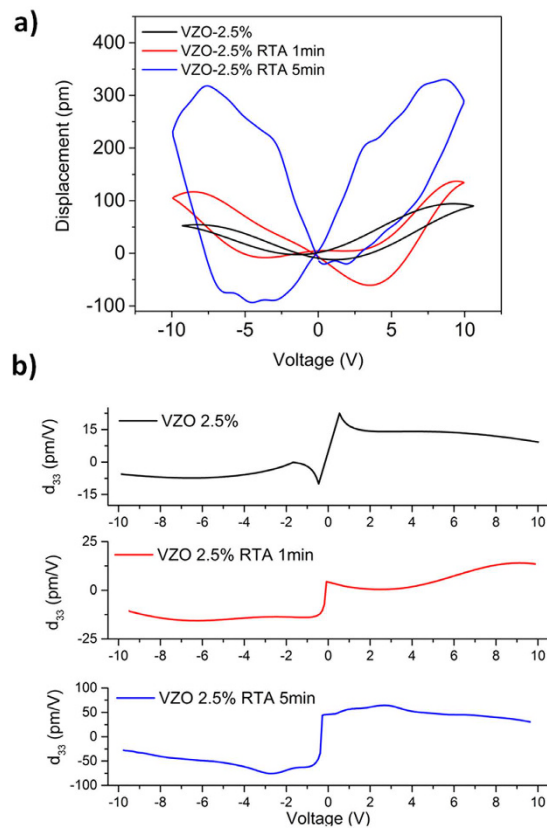 a)
VZO-2.5%
VZO-2.5% RTA 1min
VZO-2.5% RTA 5min
400
300
200
100
0
-100
Displacement (pm)
-10 -5 0 5 10
Voltage (V)
b)
VZO 2.5%
15
0
-15
d33 (pm/V)
-10 -8 -6 -4 -2 0 2 4 6 8 10
VZO 2.5% RTA 1min
25
0
-25
d33 (pm/V)
-10 -8 -6 -4 -2 0 2 4 6 8 10
VZO 2.5% RTA 5min
100
50
0
-50
-100
d33 (pm/V)
-10 -8 -6 -4 -2 0 2 4 6 8 10
Voltage (V)